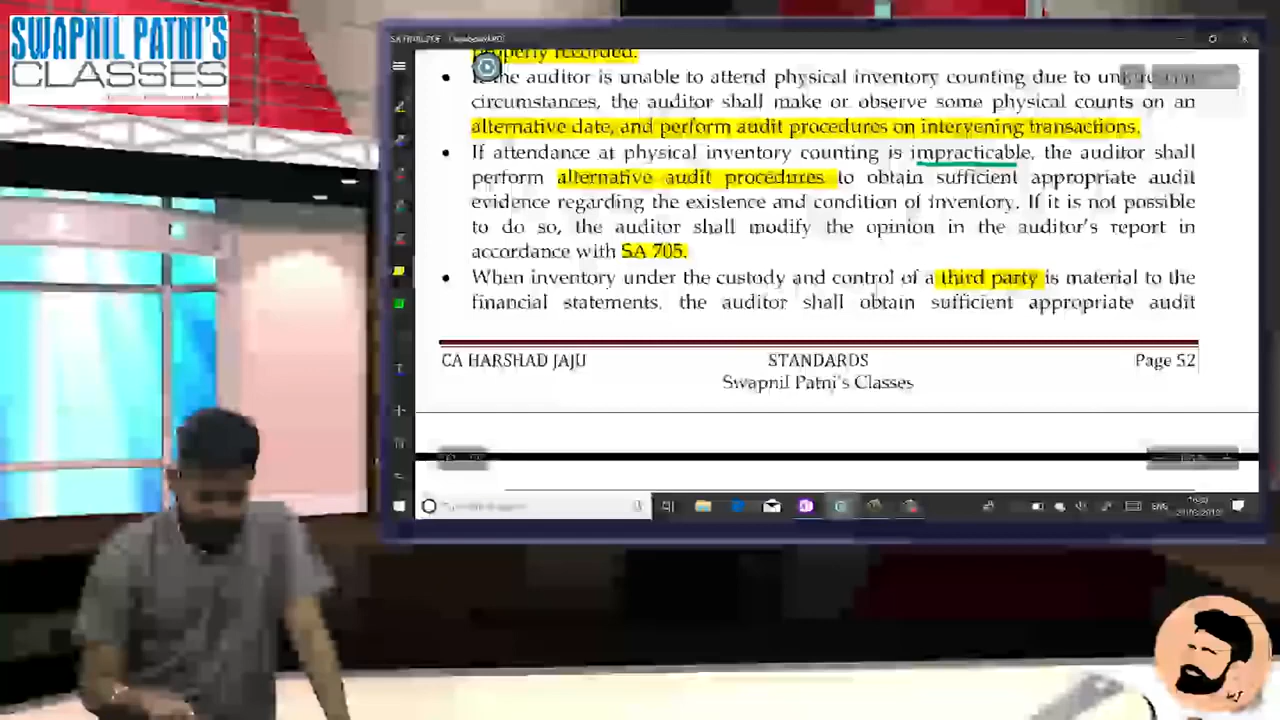 SWAPNIL PATNI'S
CLASSES
properly recorded.
the auditor is unable to attend physical inventory counting due to
circumstances, the auditor shall make or observe some physical counts on an
alternative date, and perform audit procedures on intervening transactions.
• If attendance at physical inventory counting is impracticable, the auditor shall
perform alternative audit procedures to obtain sufficient appropriate audit
evidence regarding the existence and condition of inventory. If it is not possible
to do so, the auditor shall modify the opinion in the auditor's report in
accordance with SA 705.
• When inventory under the custody and control of a third party is material to the
financial statements, the auditor shall obtain sufficient appropriate audit
CA HARSHAD JAJU STANDARDS Page 52
Swapnil Patni's Classes
ENG